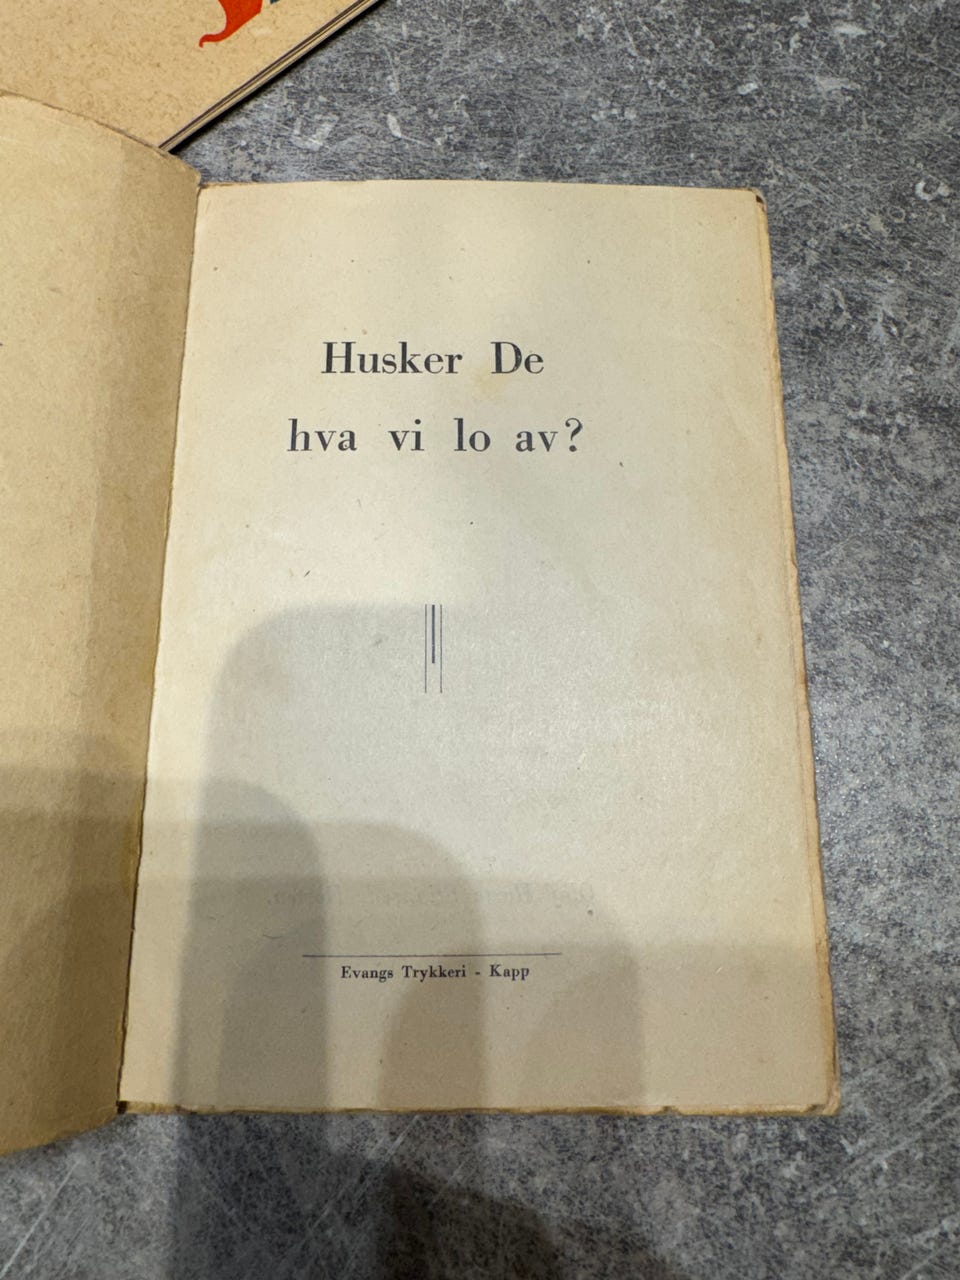 Husker De
hva vi lo av?
Evangs Trykkeri - Kapp